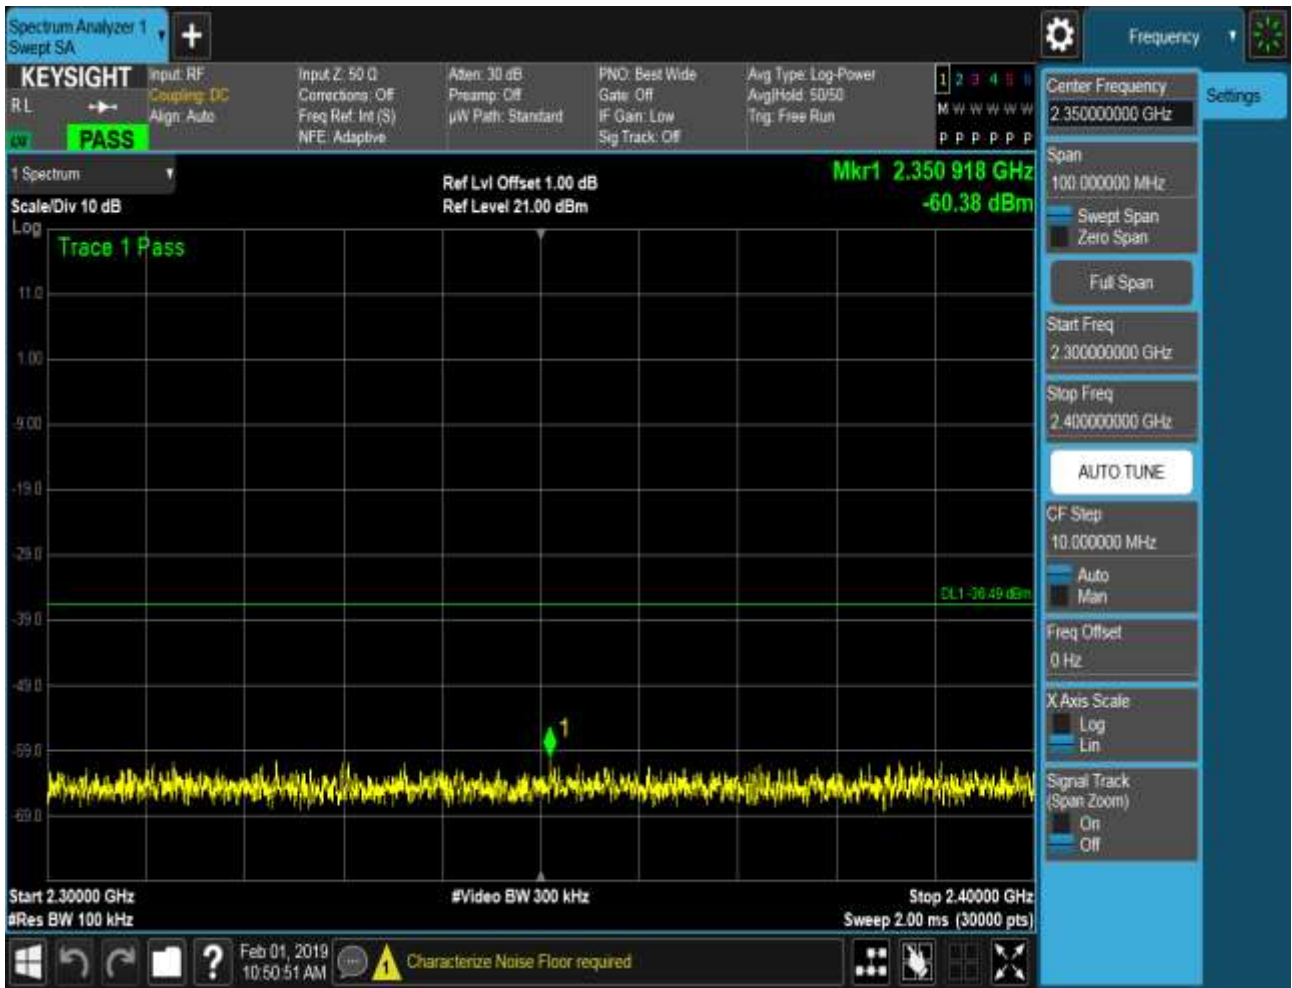 Spectrum Analyzer 1
Swept SA
+
Frequency
KEYSIGHT
RL
PASS
Input: RF
Coupling: DC
Align: Auto
Input Z: 50 Ω
Corrections: Off
Freq Ref: Int (S)
NFE: Adaptive
Atten: 30 dB
Preamp: Off
µW Path: Standard
PNO: Best Wide
Gate: Off
IF Gain: Low
Sig Track: Off
Avg Type: Log-Power
Avg|Hold: 50/50
Trig: Free Run
1 2 3 4 5 6
M W W W W W
P P P P P P
1 Spectrum
Scale/Div 10 dB
Ref Lvl Offset 1.00 dB
Ref Level 21.00 dBm
Mkr1 2.350 918 GHz
-60.38 dBm
Log
Trace 1 Pass
11.0
1.00
-9.00
-19.0
-29.0
DL1 -36.49 dBm
-39.0
-49.0
1
-59.0
-69.0
Start 2.30000 GHz
#Res BW 100 kHz
#Video BW 300 kHz
Stop 2.40000 GHz
Sweep 2.00 ms (30000 pts)
Feb 01, 2019
10:50:51 AM
?
1
Characterize Noise Floor required
Center Frequency
2.350000000 GHz
Settings
Span
100.000000 MHz
Swept Span
Zero Span
Full Span
Start Freq
2.300000000 GHz
Stop Freq
2.400000000 GHz
AUTO TUNE
CF Step
10.000000 MHz
Auto
Man
Freq Offset
0 Hz
X Axis Scale
Log
Lin
Signal Track
(Span Zoom)
On
Off